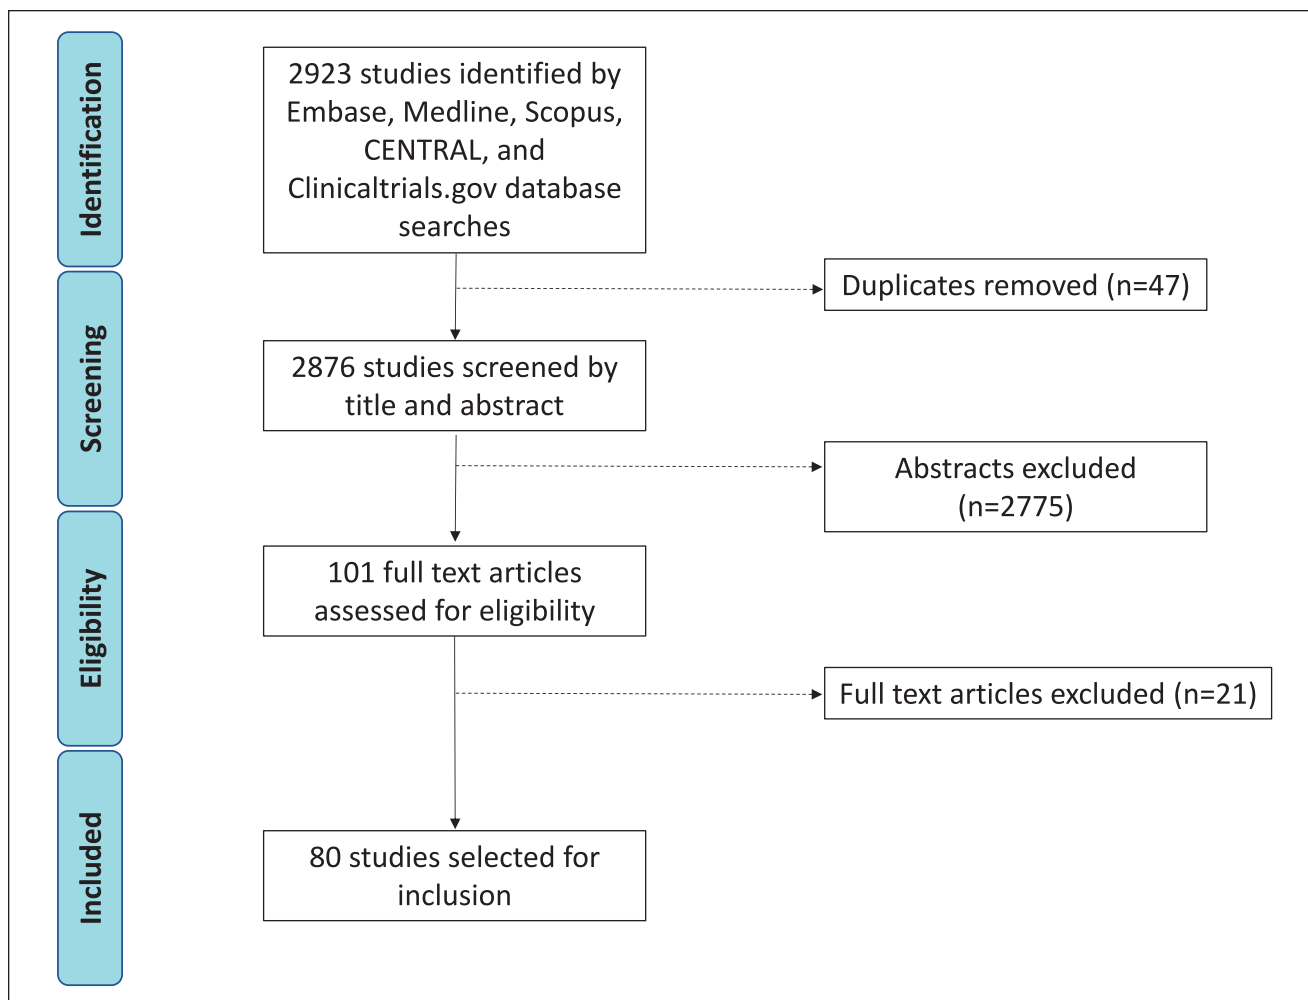 Identification
2923 studies identified by
Embase, Medline, Scopus,
CENTRAL, and
Clinicaltrials.gov database
searches
Duplicates removed (n=47)
Screening
2876 studies screened by
title and abstract
Abstracts excluded
(n=2775)
Eligibility
101 full text articles
assessed for eligibility
Full text articles excluded (n=21)
Included
80 studies selected for
inclusion